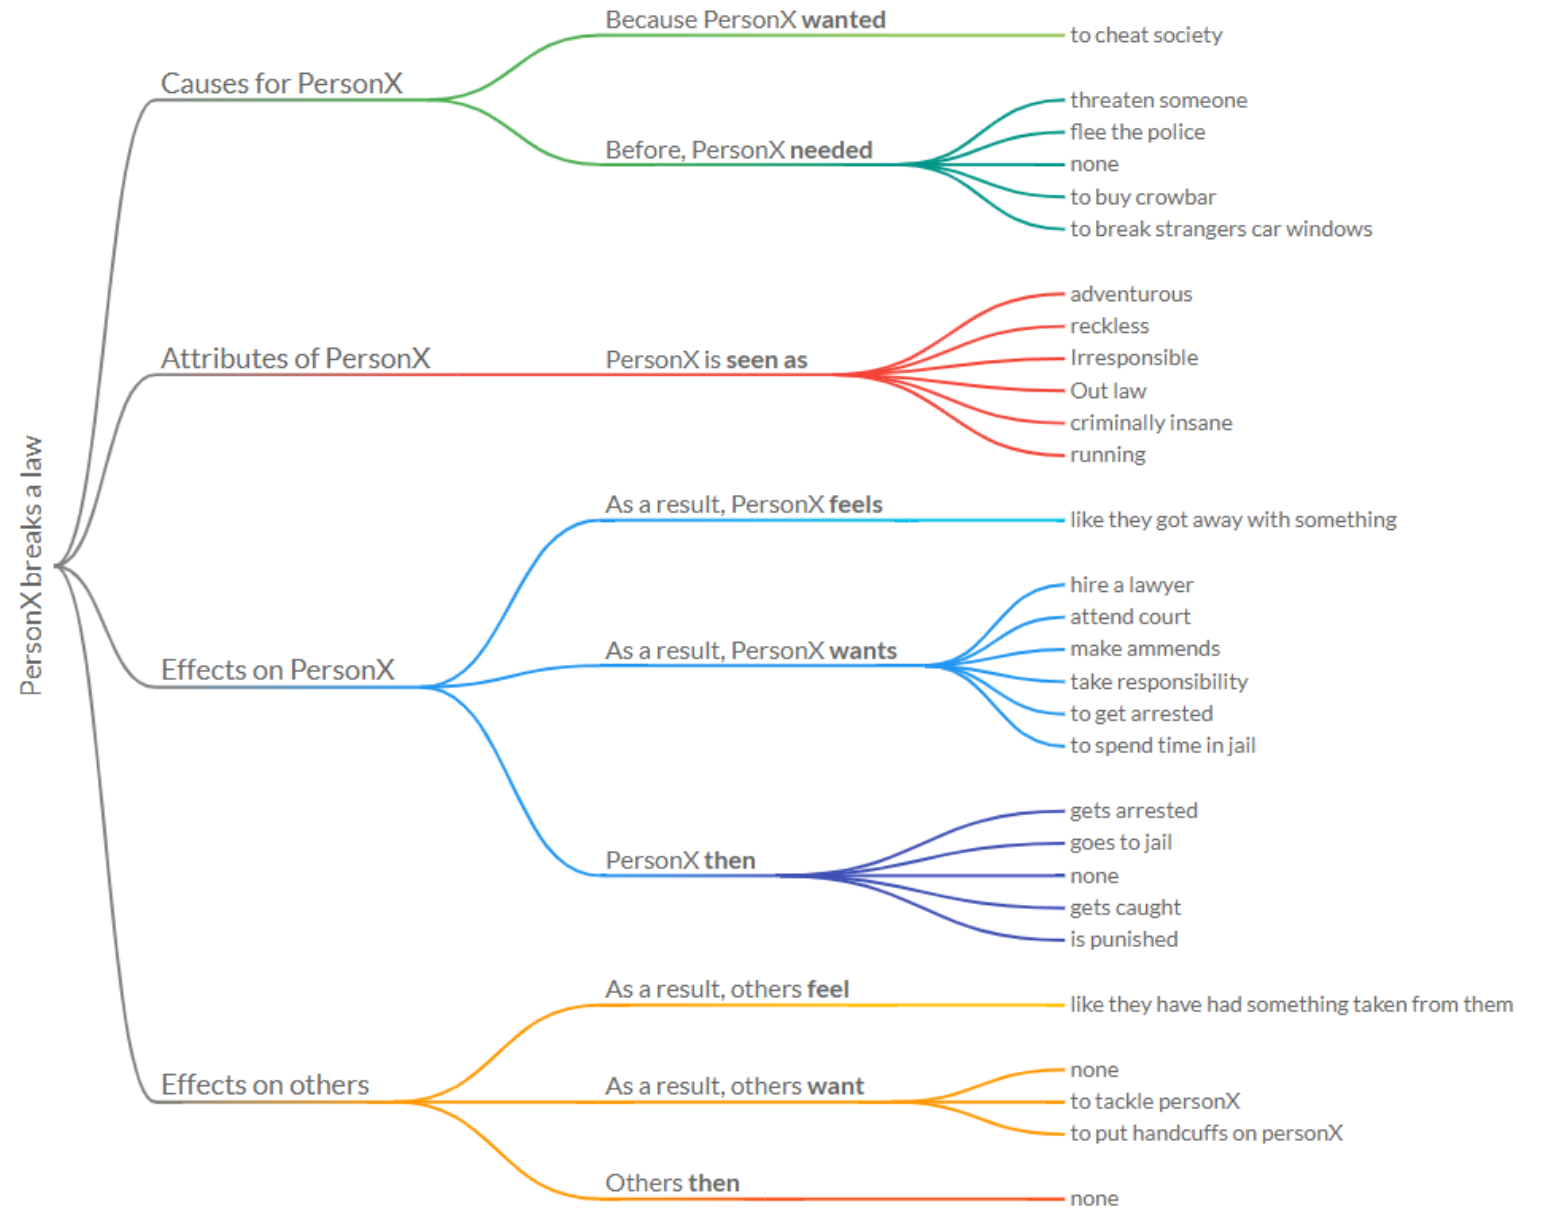 PersonX breaks a law
Causes for PersonX
Because PersonX wanted
to cheat society
Before, PersonX needed
threaten someone
flee the police
none
to buy crowbar
to break strangers car windows
Attributes of PersonX
PersonX is seen as
adventurous
reckless
Irresponsible
Out law
criminally insane
running
Effects on PersonX
As a result, PersonX feels
like they got away with something
As a result, PersonX wants
hire a lawyer
attend court
make ammends
take responsibility
to get arrested
to spend time in jail
PersonX then
gets arrested
goes to jail
none
gets caught
is punished
Effects on others
As a result, others feel
like they have had something taken from them
As a result, others want
none
to tackle personX
to put handcuffs on personX
Others then
none